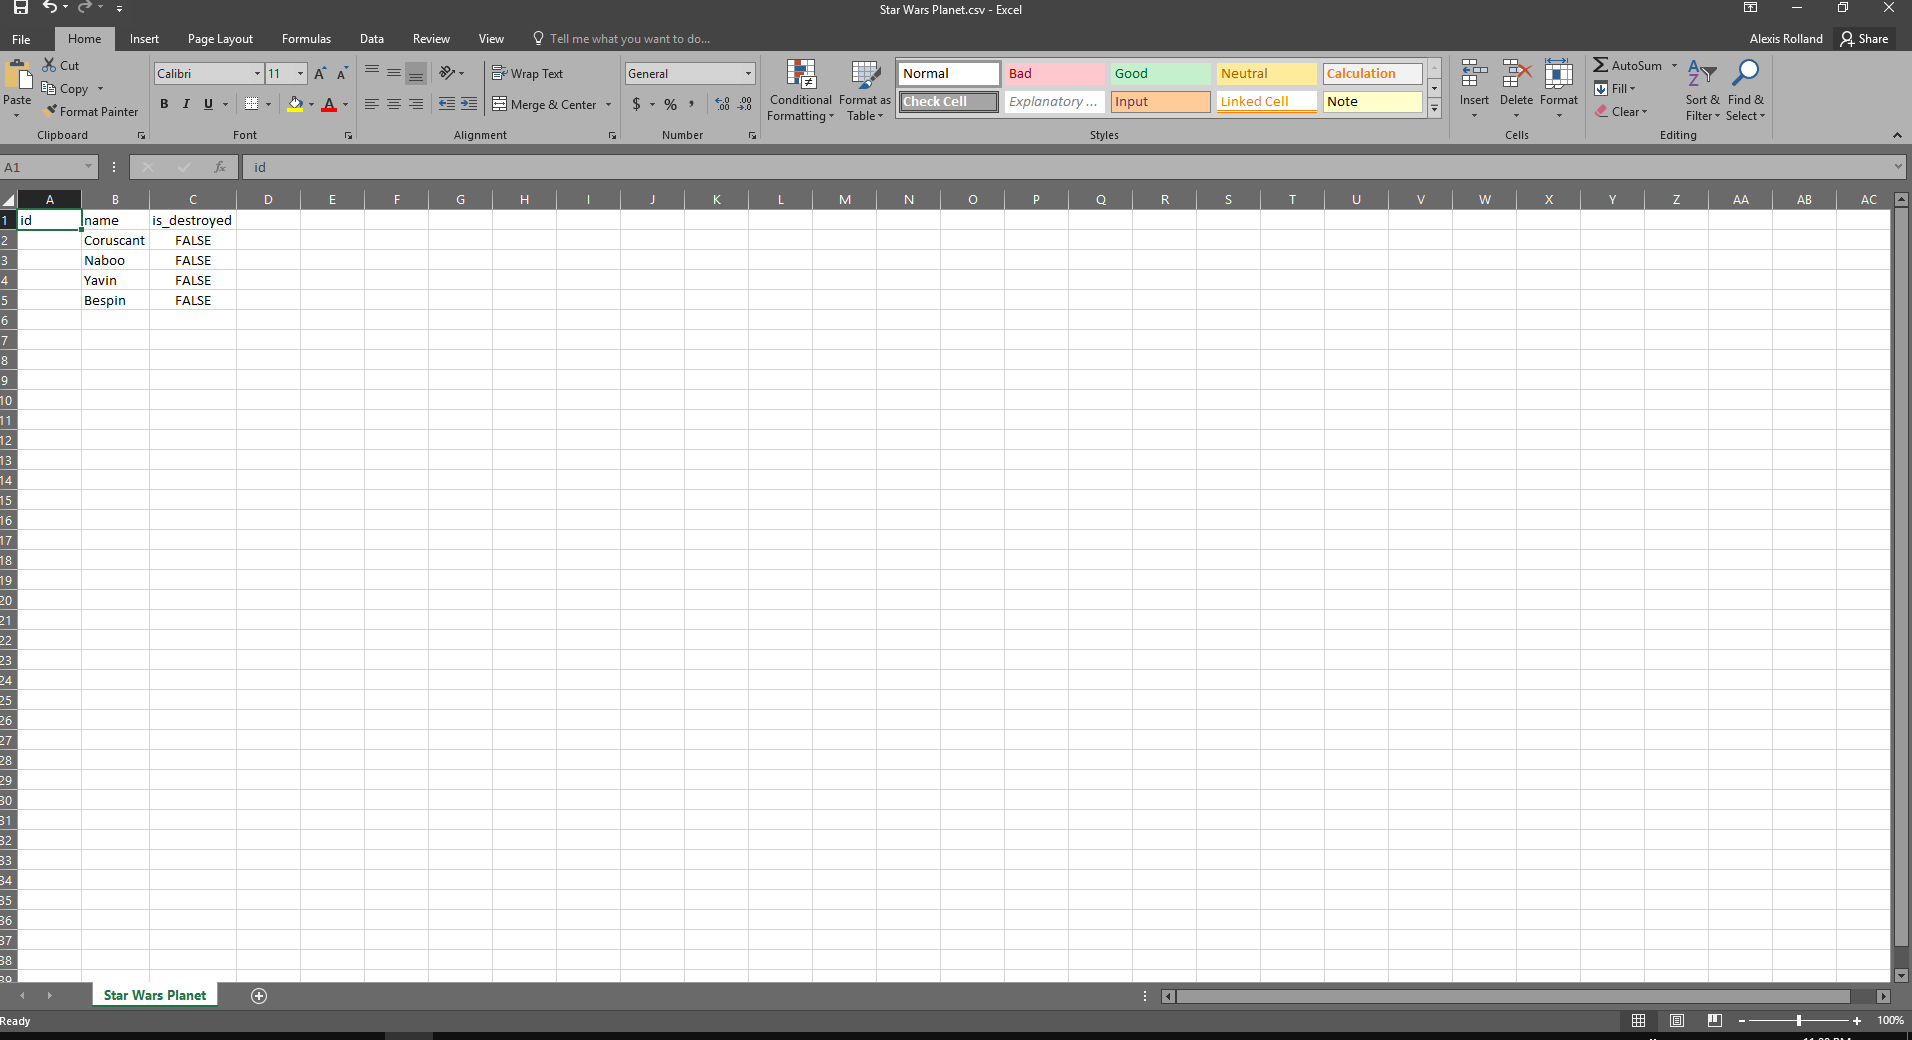 Star Wars Planet.csv - Excel
File Home Insert Page Layout Formulas Data Review View Tell me what you want to do... Alexis Rolland Share
Cut
Copy
Format Painter
Paste
Clipboard
Calibri 11
B I U A
Font
Wrap Text
Merge & Center
Alignment
General
$ % ,
Number
Conditional Formatting
Format as Table
Normal Bad Good Neutral Calculation
Check Cell Explanatory ... Input Linked Cell Note
Styles
Insert Delete Format
Cells
AutoSum
Fill
Clear
Sort & Filter
Find & Select
Editing
A1 fx id
A B C D E F G H I J K L M N O P Q R S T U V W X Y Z AA AB AC
1 id name is_destroyed
2 Coruscant FALSE
3 Naboo FALSE
4 Yavin FALSE
5 Bespin FALSE
6
7
8
9
10
11
12
13
14
15
16
17
18
19
20
21
22
23
24
25
26
27
28
29
30
31
32
33
34
35
36
37
38
39
Star Wars Planet
Ready 100%